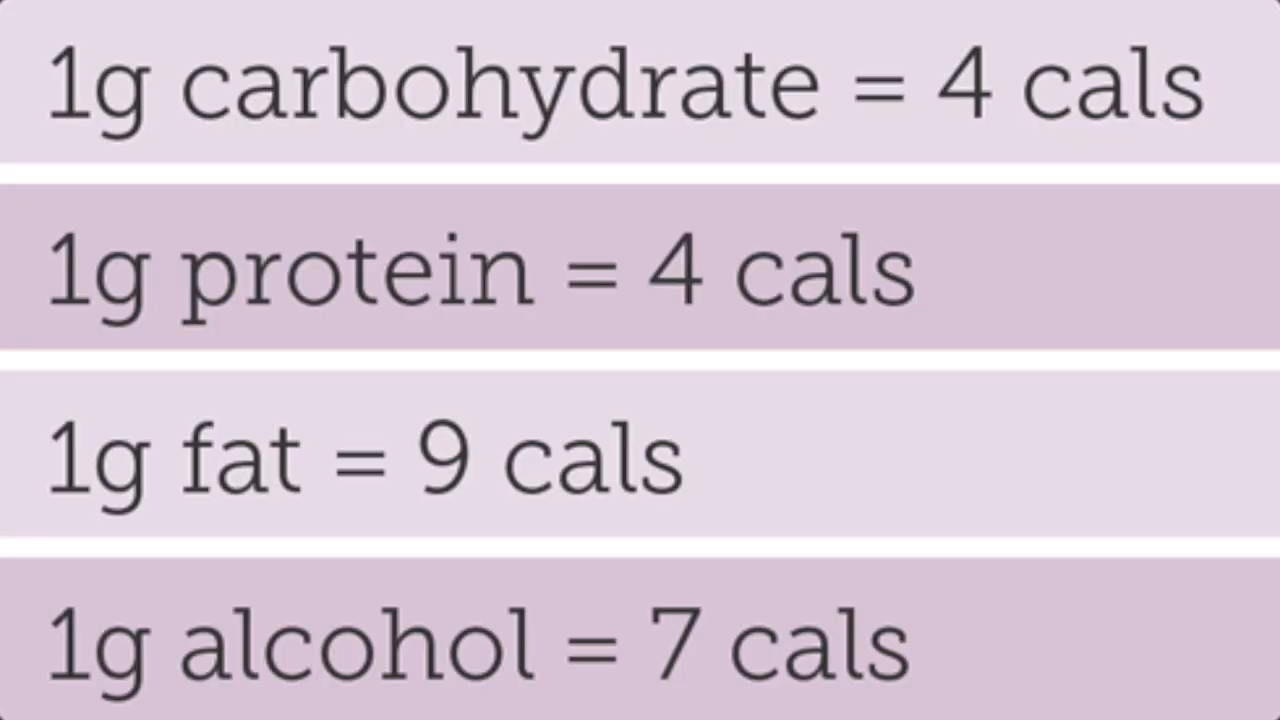 1g carbohydrate = 4 cals
1g protein = 4 cals
1g fat = 9 cals
1g alcohol = 7 cals